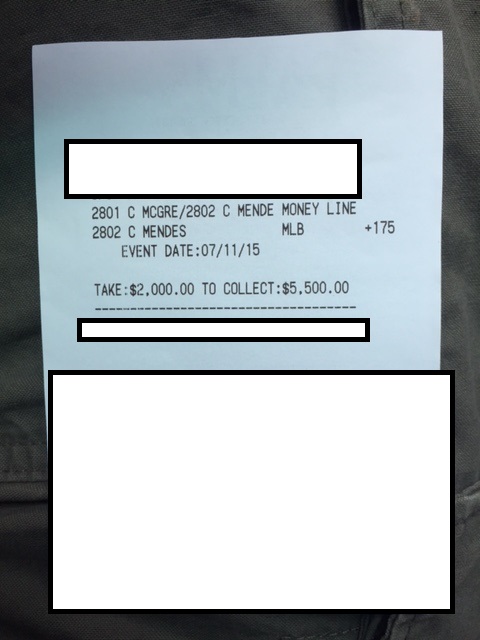 2801 C MCGRE/2802 C MENDE MONEY LINE
2802 C MENDES MLB +175
EVENT DATE:07/11/15
TAKE:$2,000.00 TO COLLECT:$5,500.00
------------------------------------